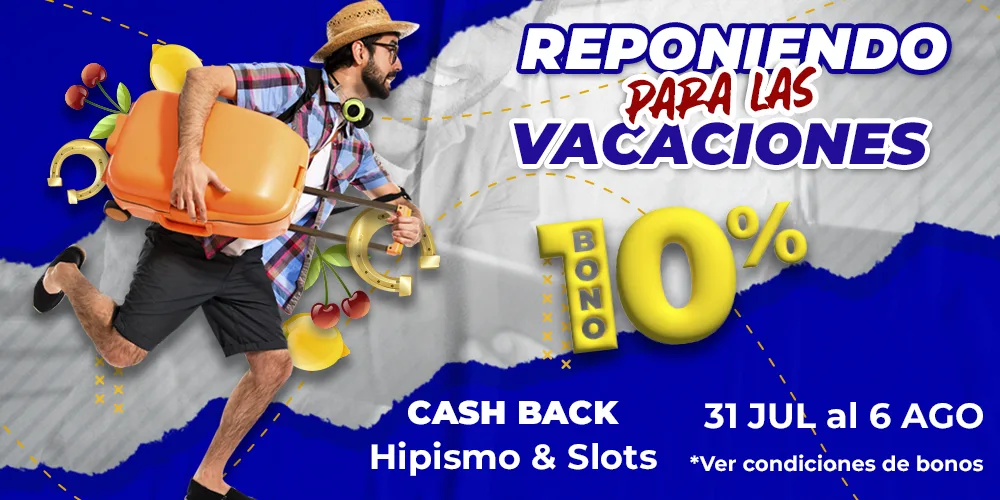 REPONIENDO
PARA LAS
VACACIONES
BONO
10%
CASH BACK
Hipismo & Slots
31 JUL al 6 AGO
*Ver condiciones de bonos